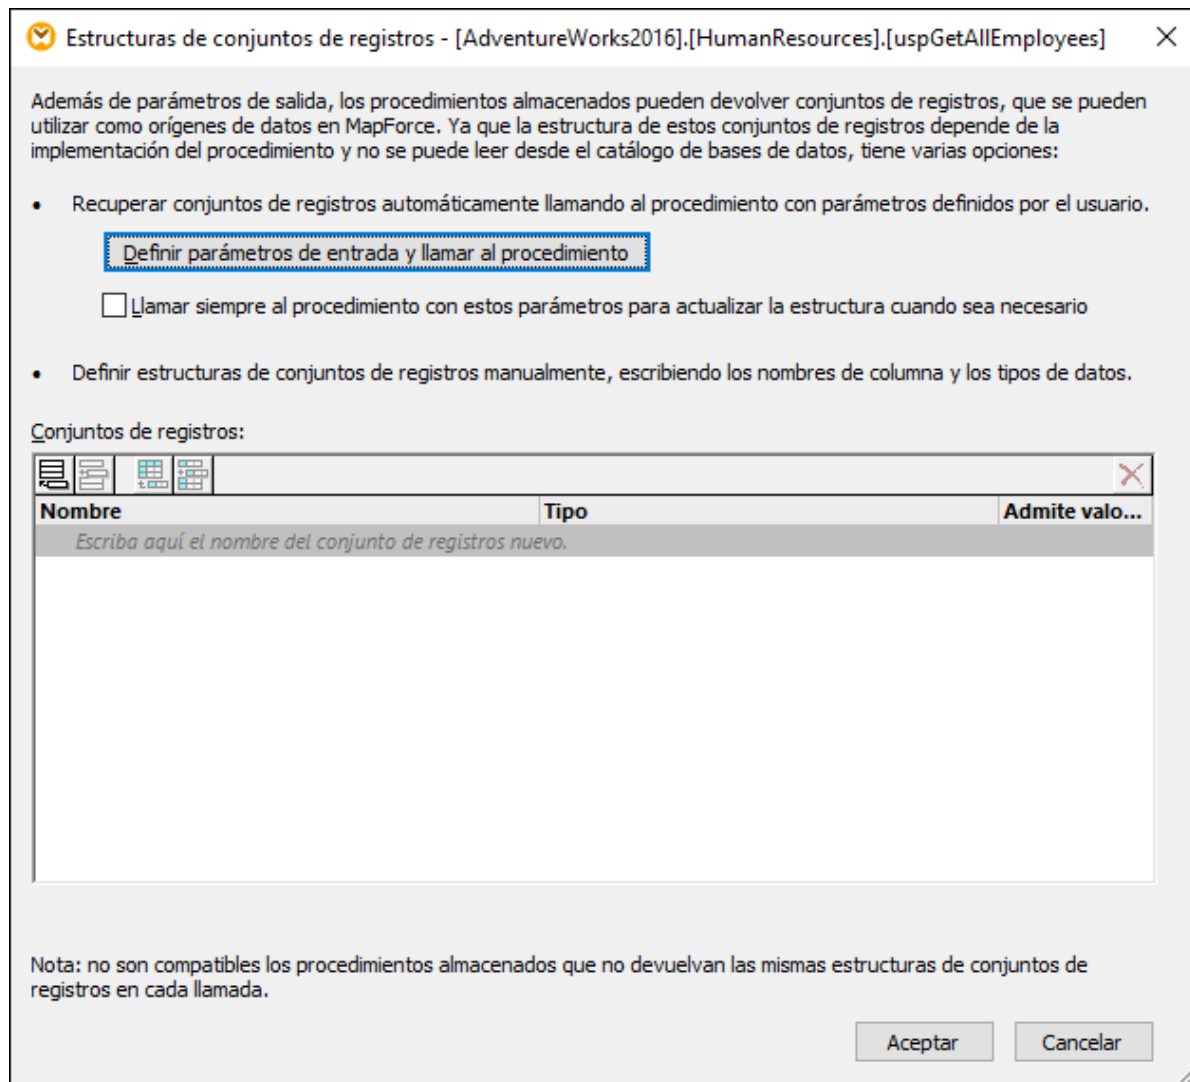 Estructuras de conjuntos de registros - [AdventureWorks2016].[HumanResources].[uspGetAllEmployees]
Además de parámetros de salida, los procedimientos almacenados pueden devolver conjuntos de registros, que se pueden
utilizar como orígenes de datos en MapForce. Ya que la estructura de estos conjuntos de registros depende de la
implementación del procedimiento y no se puede leer desde el catálogo de bases de datos, tiene varias opciones:
• Recuperar conjuntos de registros automáticamente llamando al procedimiento con parámetros definidos por el usuario.
Definir parámetros de entrada y llamar al procedimiento
Llamar siempre al procedimiento con estos parámetros para actualizar la estructura cuando sea necesario
• Definir estructuras de conjuntos de registros manualmente, escribiendo los nombres de columna y los tipos de datos.
Conjuntos de registros:
Nombre Tipo Admite valo...
Escriba aquí el nombre del conjunto de registros nuevo.
Nota: no son compatibles los procedimientos almacenados que no devuelvan las mismas estructuras de conjuntos de
registros en cada llamada.
Aceptar Cancelar